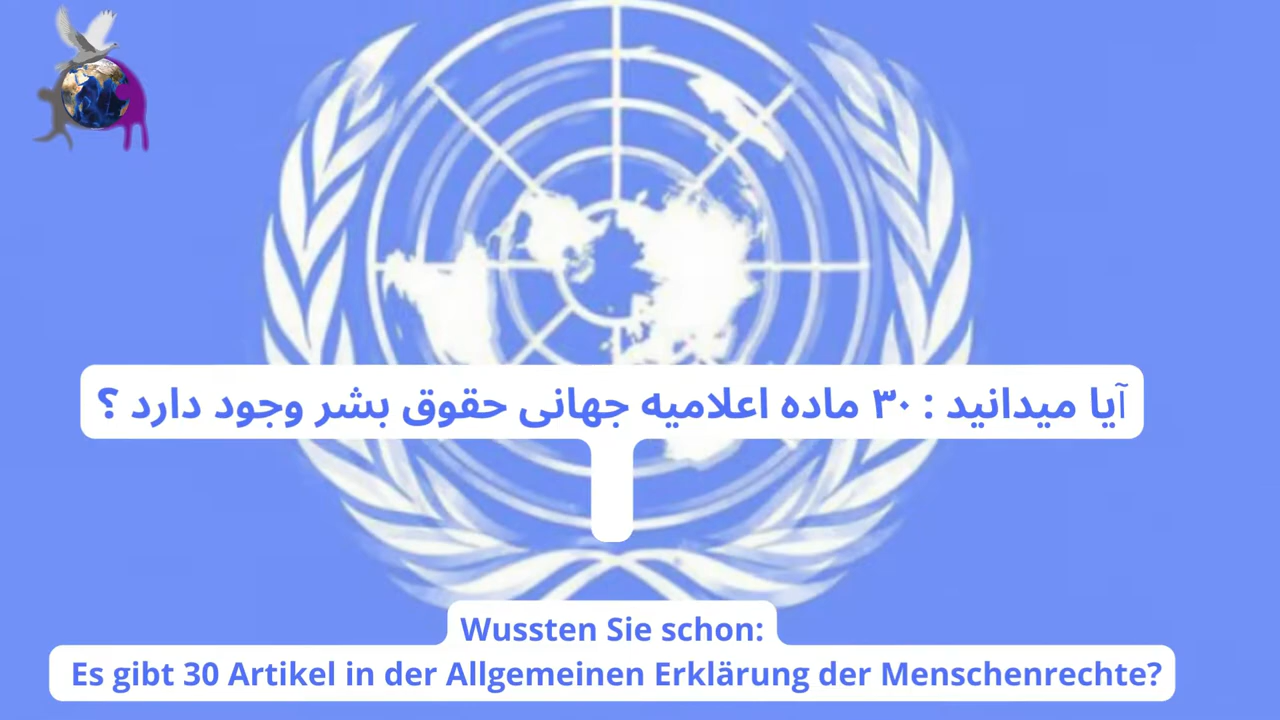 آیا میدانید : ۳۰ ماده اعلامیه جهانی حقوق بشر وجود دارد ؟
Wussten Sie schon:
Es gibt 30 Artikel in der Allgemeinen Erklärung der Menschenrechte?